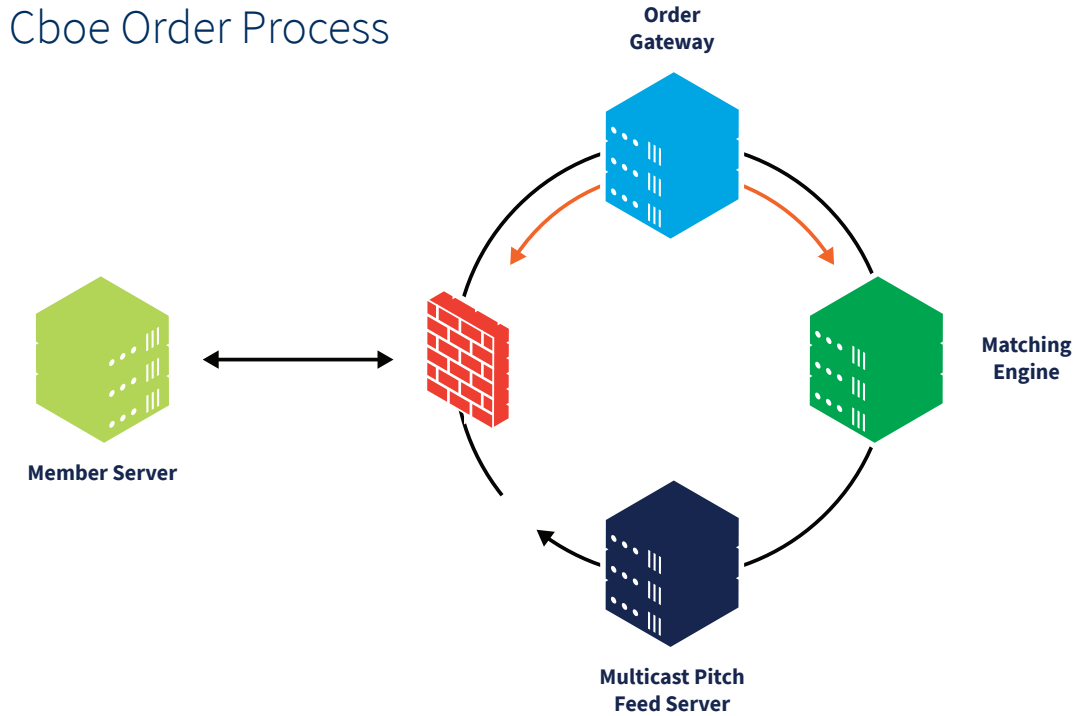 Cboe Order Process
Order
Gateway
Matching
Engine
Member Server
Multicast Pitch
Feed Server